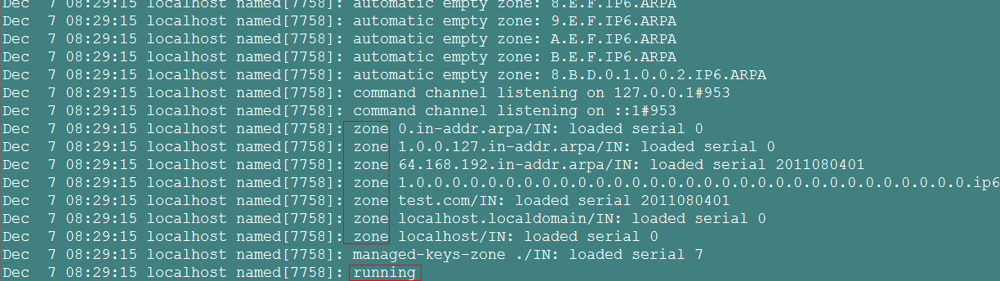 Dec  7 08:29:15 localhost named[7758]: automatic empty zone: 8.E.F.IP6.ARPA
Dec  7 08:29:15 localhost named[7758]: automatic empty zone: 9.E.F.IP6.ARPA
Dec  7 08:29:15 localhost named[7758]: automatic empty zone: A.E.F.IP6.ARPA
Dec  7 08:29:15 localhost named[7758]: automatic empty zone: B.E.F.IP6.ARPA
Dec  7 08:29:15 localhost named[7758]: automatic empty zone: 8.B.D.0.1.0.0.2.IP6.ARPA
Dec  7 08:29:15 localhost named[7758]: command channel listening on 127.0.0.1#953
Dec  7 08:29:15 localhost named[7758]: command channel listening on ::1#953
Dec  7 08:29:15 localhost named[7758]: zone 0.in-addr.arpa/IN: loaded serial 0
Dec  7 08:29:15 localhost named[7758]: zone 1.0.0.127.in-addr.arpa/IN: loaded serial 0
Dec  7 08:29:15 localhost named[7758]: zone 64.168.192.in-addr.arpa/IN: loaded serial 2011080401
Dec  7 08:29:15 localhost named[7758]: zone 1.0.0.0.0.0.0.0.0.0.0.0.0.0.0.0.0.0.0.0.0.0.0.0.0.0.0.0.0.0.0.0.ip6
Dec  7 08:29:15 localhost named[7758]: zone test.com/IN: loaded serial 2011080401
Dec  7 08:29:15 localhost named[7758]: zone localhost.localdomain/IN: loaded serial 0
Dec  7 08:29:15 localhost named[7758]: zone localhost/IN: loaded serial 0
Dec  7 08:29:15 localhost named[7758]: managed-keys-zone ./IN: loaded serial 7
Dec  7 08:29:15 localhost named[7758]: running